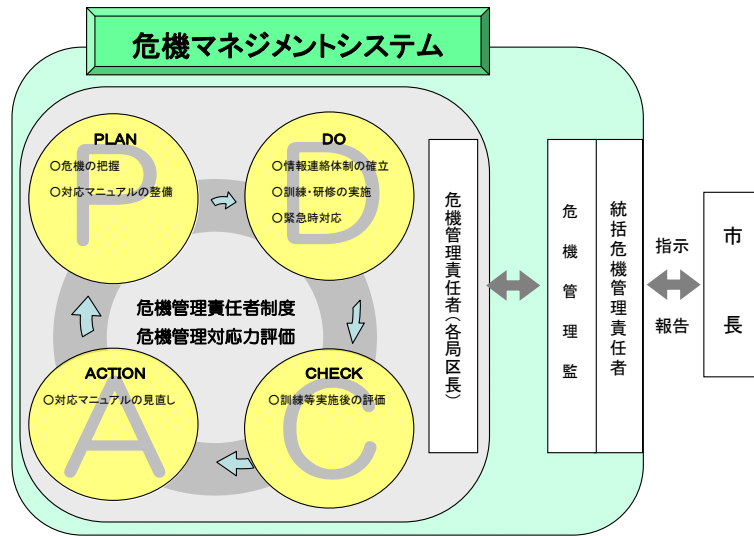 危機マネジメントシステム
PLAN
○危機の把握
○対応マニュアルの整備
P
DO
○情報連絡体制の確立
○訓練・研修の実施
○緊急時対応
D
危機管理責任者制度
危機管理対応力評価
ACTION
○対応マニュアルの見直し
A
CHECK
○訓練等実施後の評価
C
危機管理責任者(各局区長)
危機管理監
統括危機管理責任者
指示
報告
市長